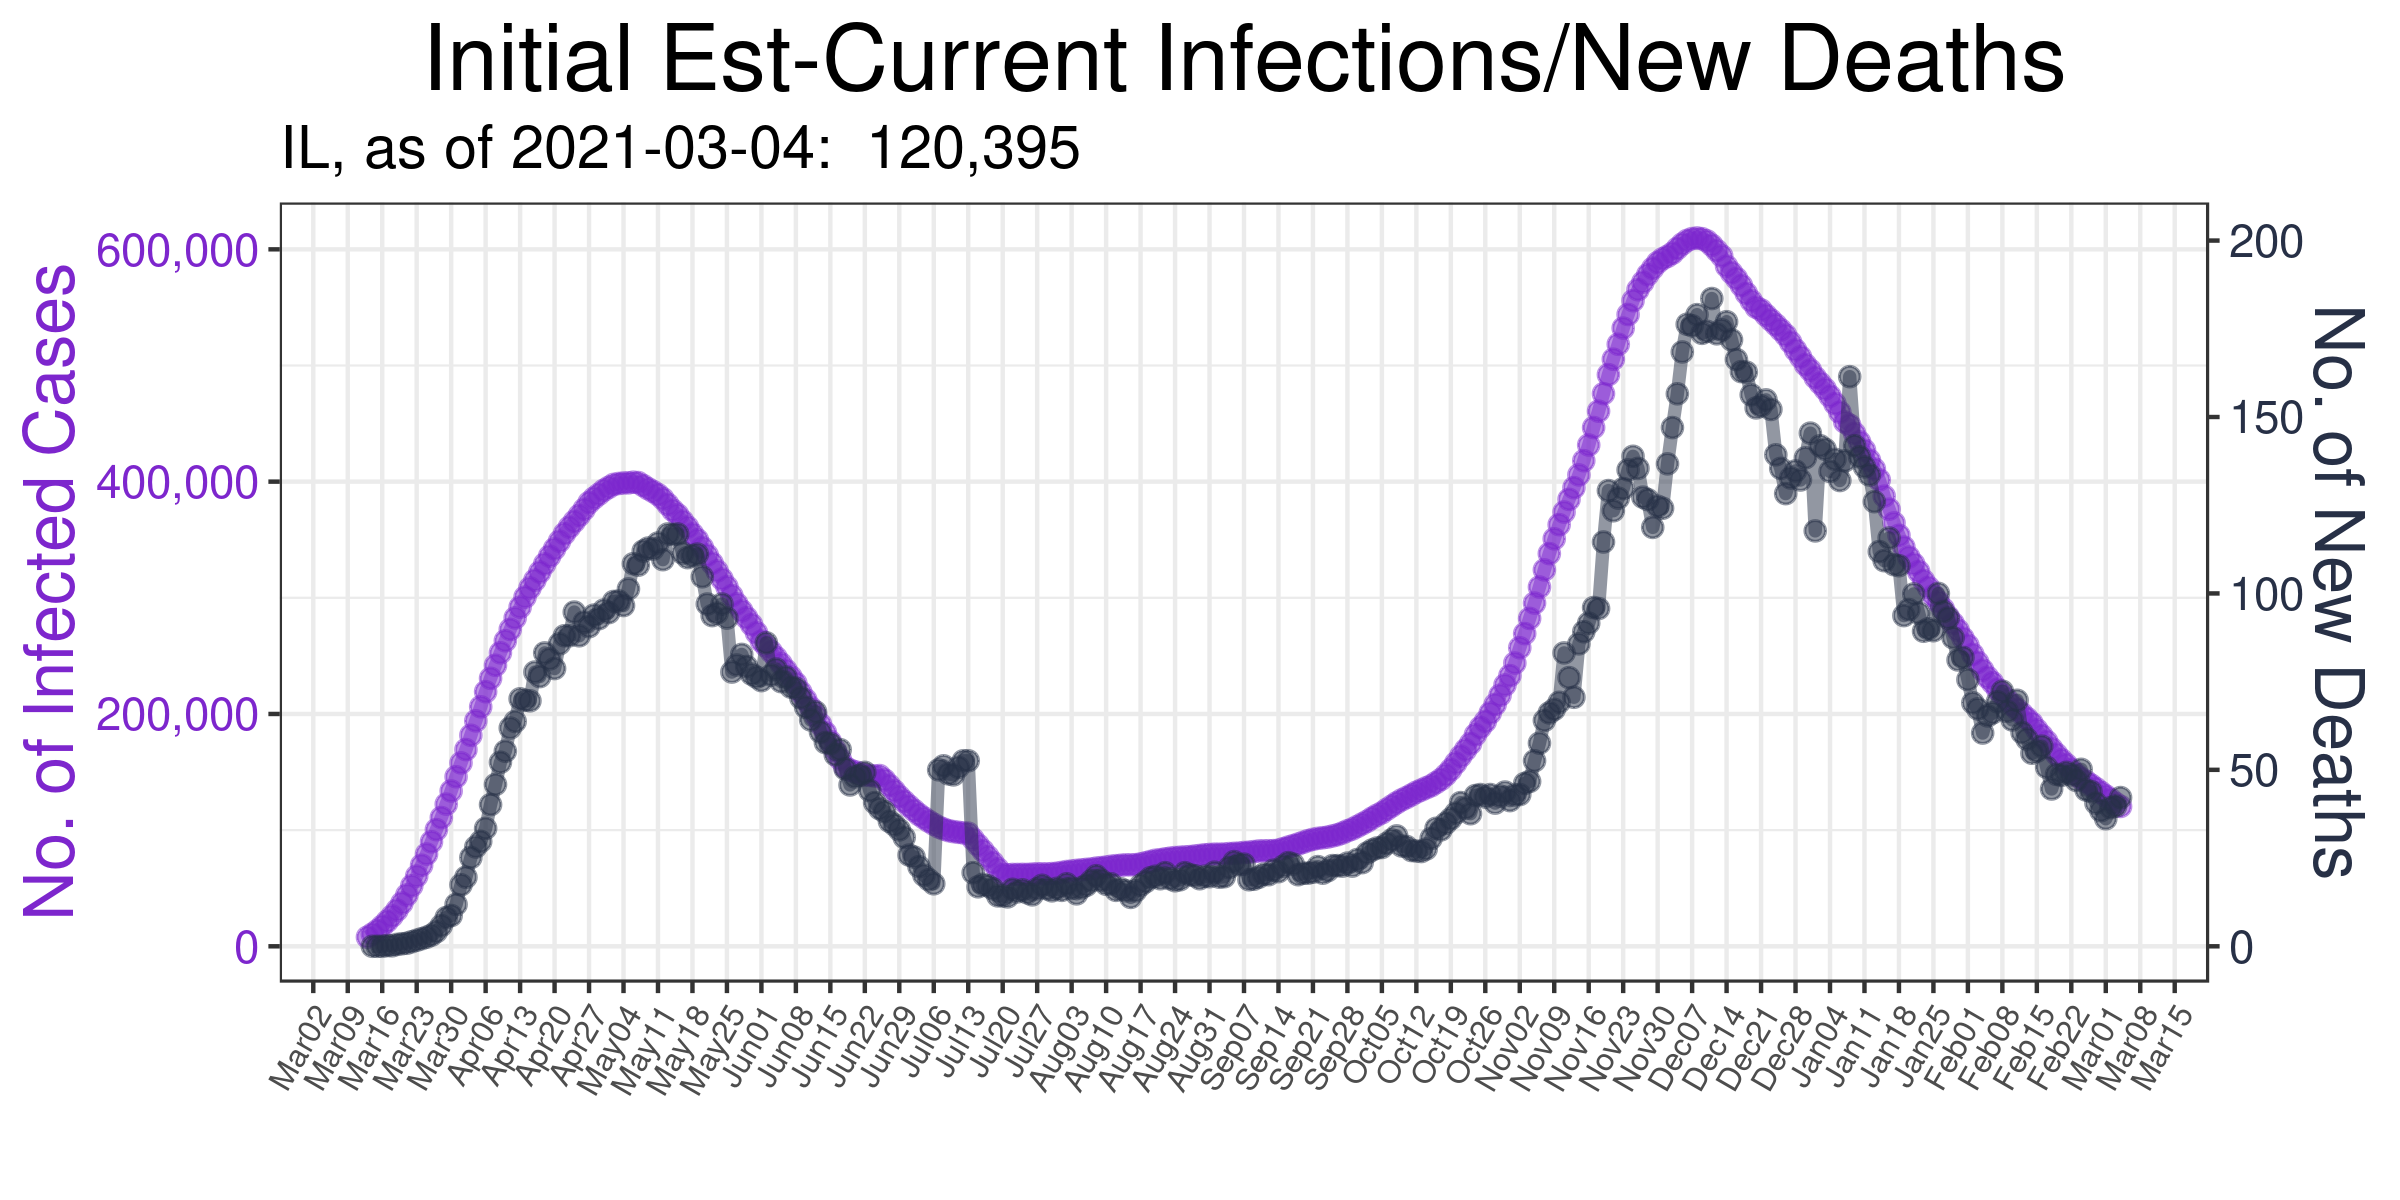 Initial Est-Current Infections/New Deaths
IL, as of 2021-03-04:  120,395
No. of Infected Cases
600,000
400,000
200,000
0
200
150
100
50
0
No. of New Deaths
Mar02
Mar09
Mar16
Mar23
Mar30
Apr06
Apr13
Apr20
Apr27
May04
May11
May18
May25
Jun01
Jun08
Jun15
Jun22
Jun29
Jul06
Jul13
Jul20
Jul27
Aug03
Aug10
Aug17
Aug24
Aug31
Sep07
Sep14
Sep21
Sep28
Oct05
Oct12
Oct19
Oct26
Nov02
Nov09
Nov16
Nov23
Nov30
Dec07
Dec14
Dec21
Dec28
Jan04
Jan11
Jan18
Jan25
Feb01
Feb08
Feb15
Feb22
Mar01
Mar08
Mar15